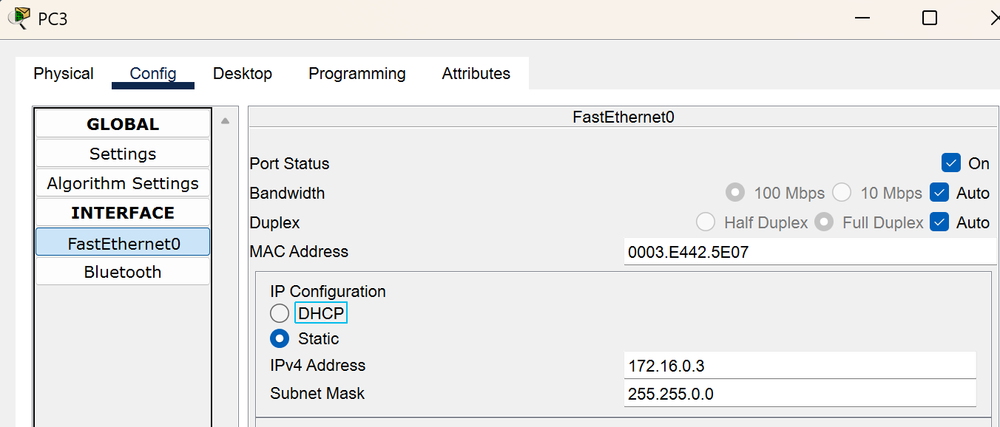 PC3
Physical Config Desktop Programming Attributes
GLOBAL
Settings
Algorithm Settings
INTERFACE
FastEthernet0
Bluetooth
FastEthernet0
Port Status On
Bandwidth 100 Mbps 10 Mbps Auto
Duplex Half Duplex Full Duplex Auto
MAC Address 0003.E442.5E07
IP Configuration
DHCP
Static
IPv4 Address 172.16.0.3
Subnet Mask 255.255.0.0